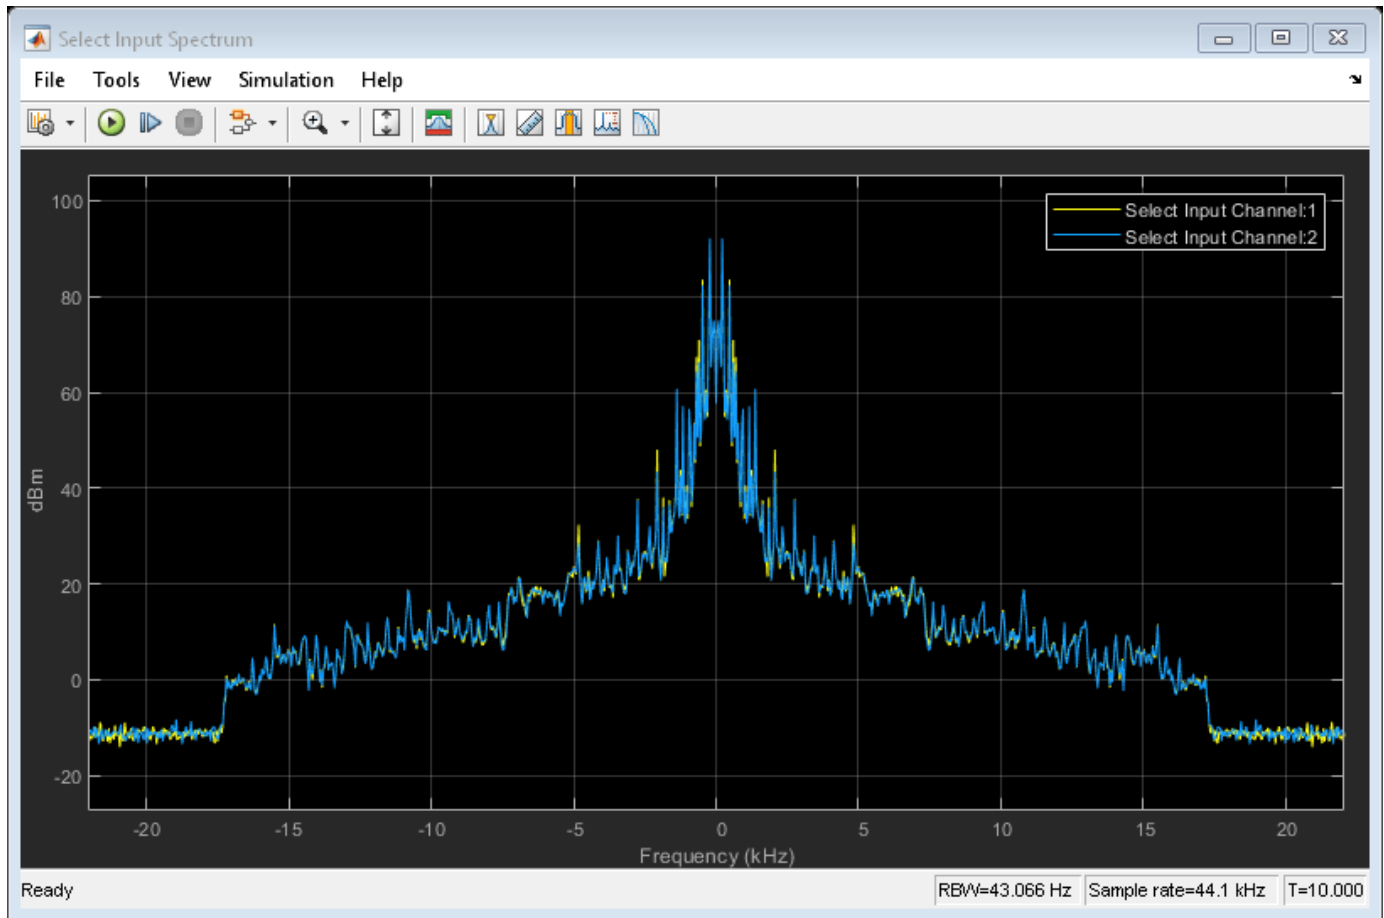 Select Input Spectrum
File Tools View Simulation Help
100
80
60
40
20
0
-20
dBm
Select Input Channel:1
Select Input Channel:2
-20 -15 -10 -5 0 5 10 15 20
Frequency (kHz)
Ready RBW=43.066 Hz Sample rate=44.1 kHz T=10.000